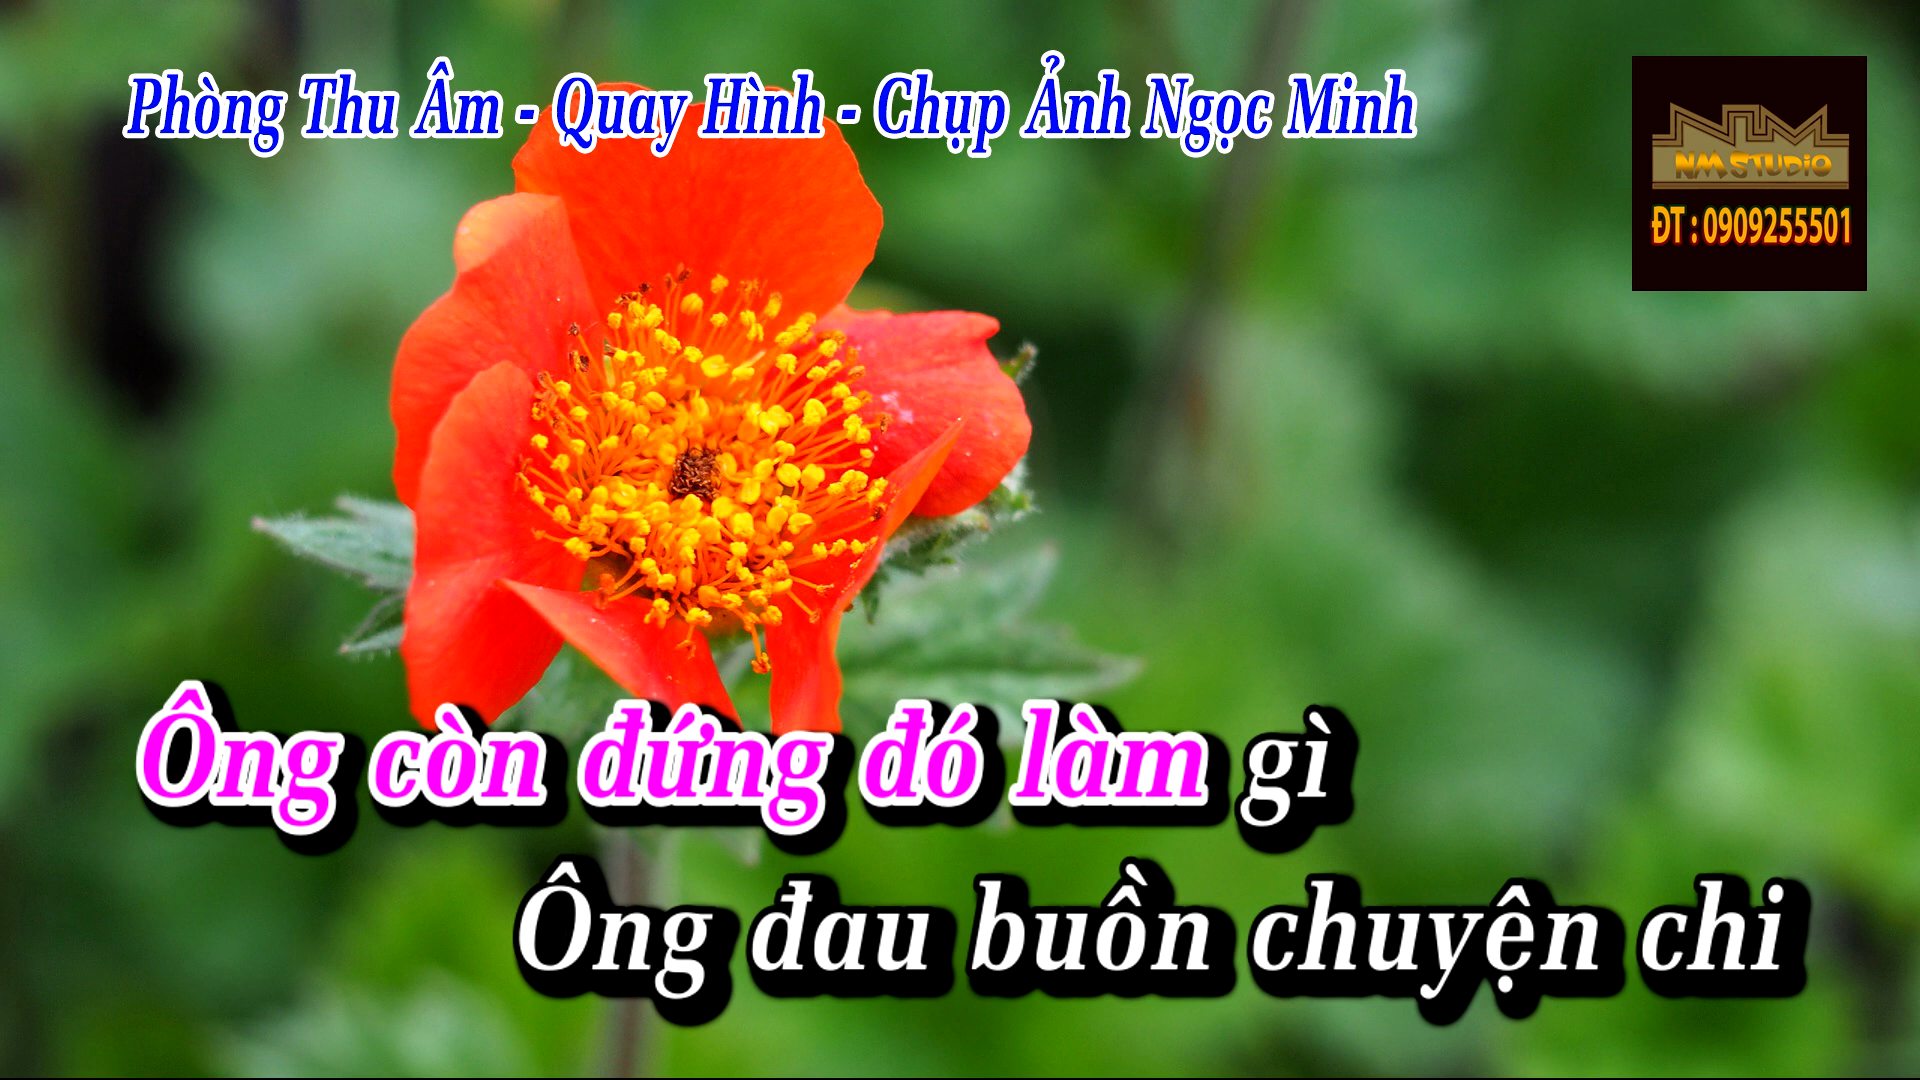 Phòng Thu Âm - Quay Hình - Chụp Ảnh Ngọc Minh
NM STUDIO
ĐT : 0909255501
Ông còn đứng đó làm gì
Ông đau buồn chuyện chi